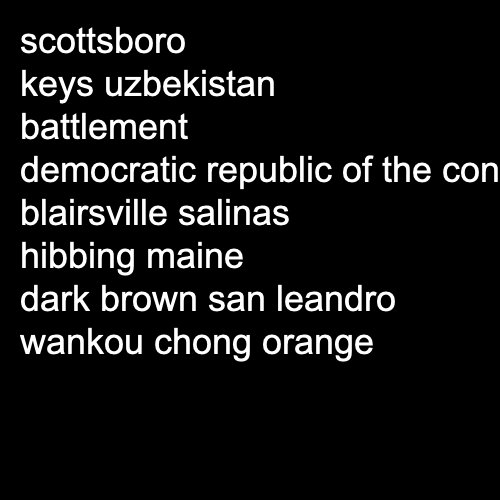 scottsboro
keys uzbekistan
battlement
democratic republic of the con
blairsville salinas
hibbing maine
dark brown san leandro
wankou chong orange